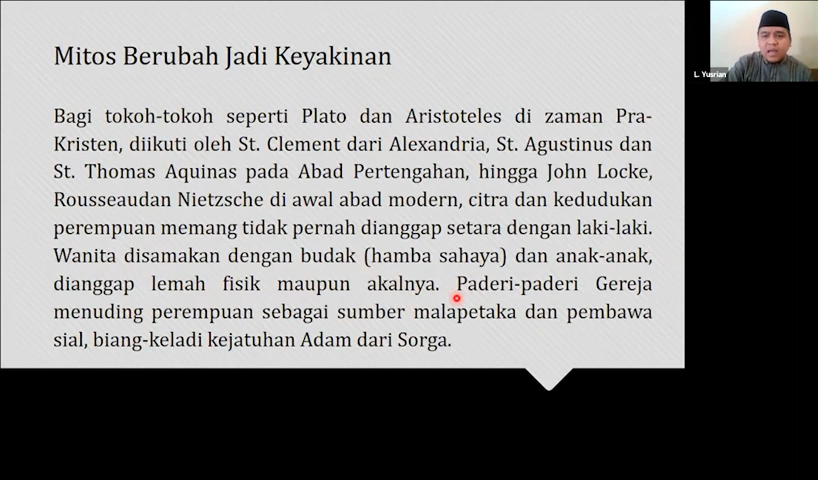 Mitos Berubah Jadi Keyakinan
Bagi tokoh-tokoh seperti Plato dan Aristoteles di zaman Pra-
Kristen, diikuti oleh St. Clement dari Alexandria, St. Agustinus dan
St. Thomas Aquinas pada Abad Pertengahan, hingga John Locke,
Rousseaudan Nietzsche di awal abad modern, citra dan kedudukan
perempuan memang tidak pernah dianggap setara dengan laki-laki.
Wanita disamakan dengan budak (hamba sahaya) dan anak-anak,
dianggap lemah fisik maupun akalnya. Paderi-paderi Gereja
menuding perempuan sebagai sumber malapetaka dan pembawa
sial, biang-keladi kejatuhan Adam dari Sorga.
L. Yusrian